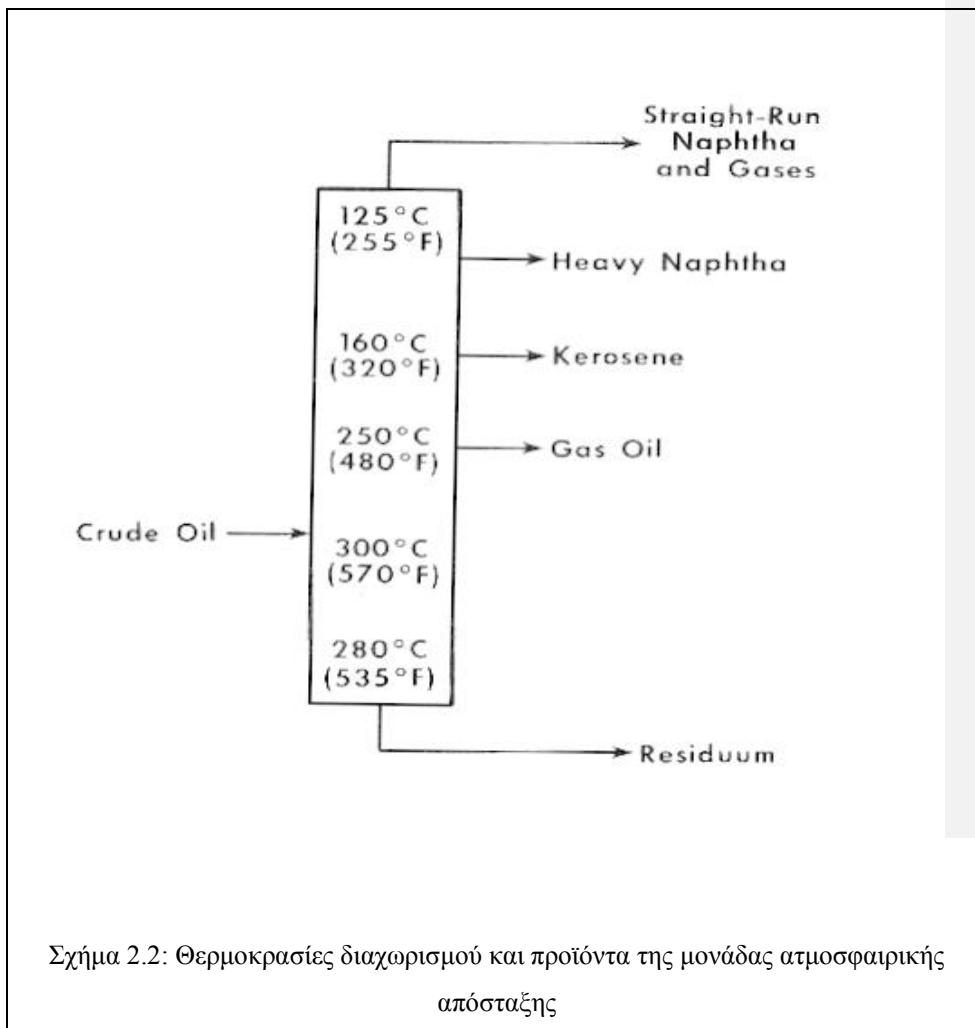 Straight-Run
Naphtha
and Gases
125°C
(255°F)
Heavy Naphtha
160°C
(320°F)
Kerosene
250°C
(480°F)
Gas Oil
Crude Oil
300°C
(570°F)
280°C
(535°F)
Residuum
Σχήμα 2.2: Θερμοκρασίες διαχωρισμού και προϊόντα της μονάδας ατμοσφαιρικής
απόσταξης